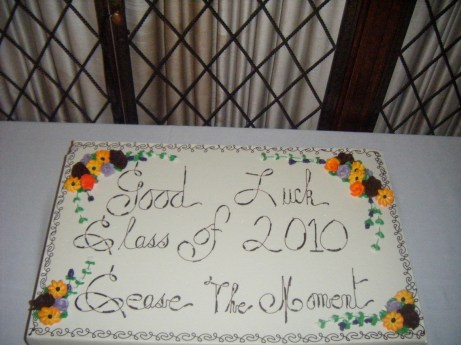 Good Luck
Class of 2010
Cease The Moment